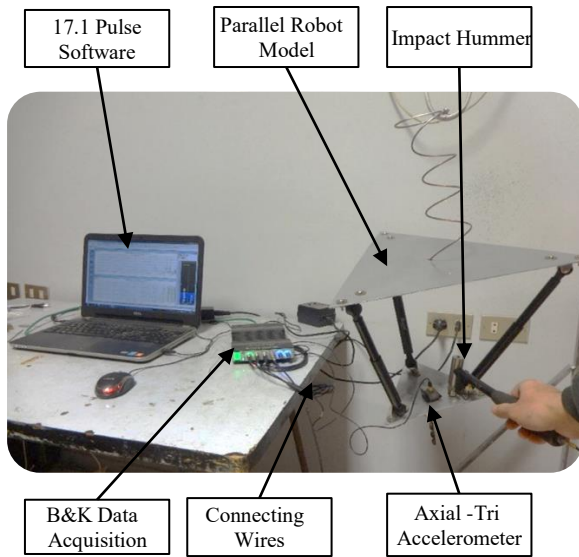 17.1 Pulse
Software
Parallel Robot
Model
Impact Hummer
B&K Data
Acquisition
Connecting
Wires
Axial -Tri
Accelerometer